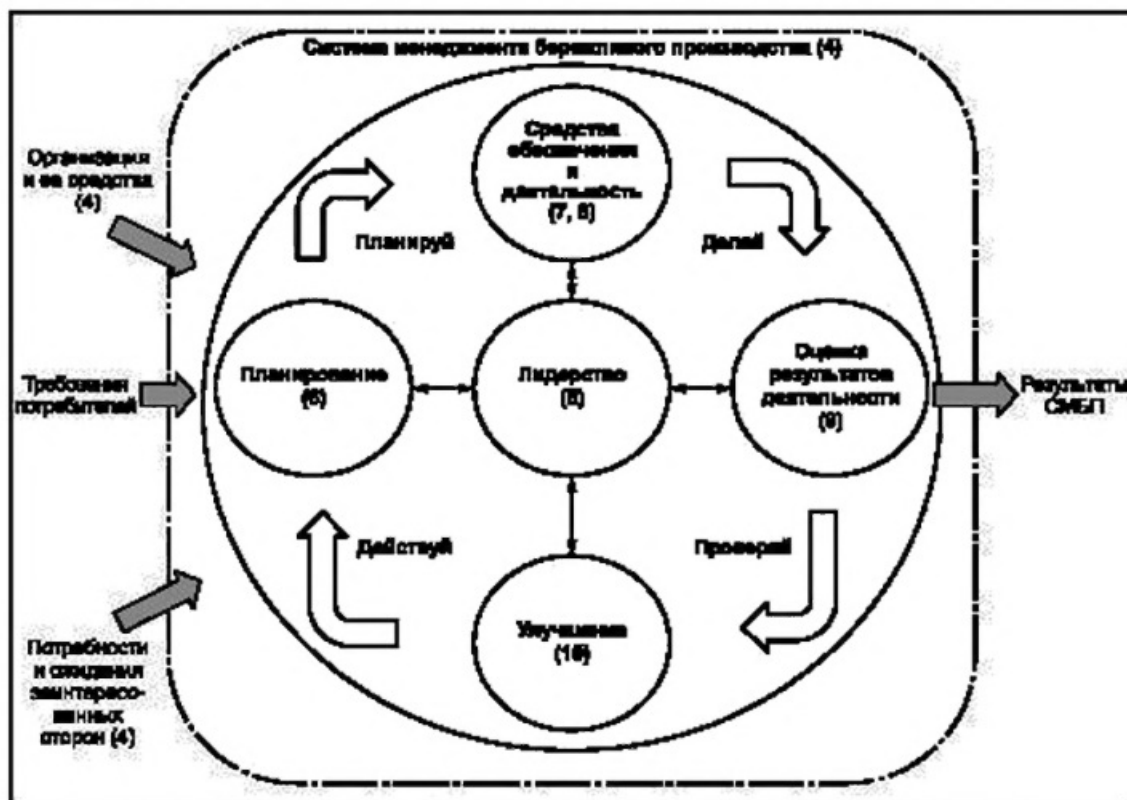 Система менеджмента бережливого производства (4)
Средства
обеспечения
и
деятельность
(7, 8)
Организация
и ее средства
(4)
Планируй
Делай
Планирование
(6)
Лидерство
(5)
Оценка
результатов
деятельности
(9)
Требования
потребителей
Результаты
СМБП
Действуй
Проверяй
Улучшение
(10)
Потребности
и ожидания
заинтересо-
ванных
сторон (4)